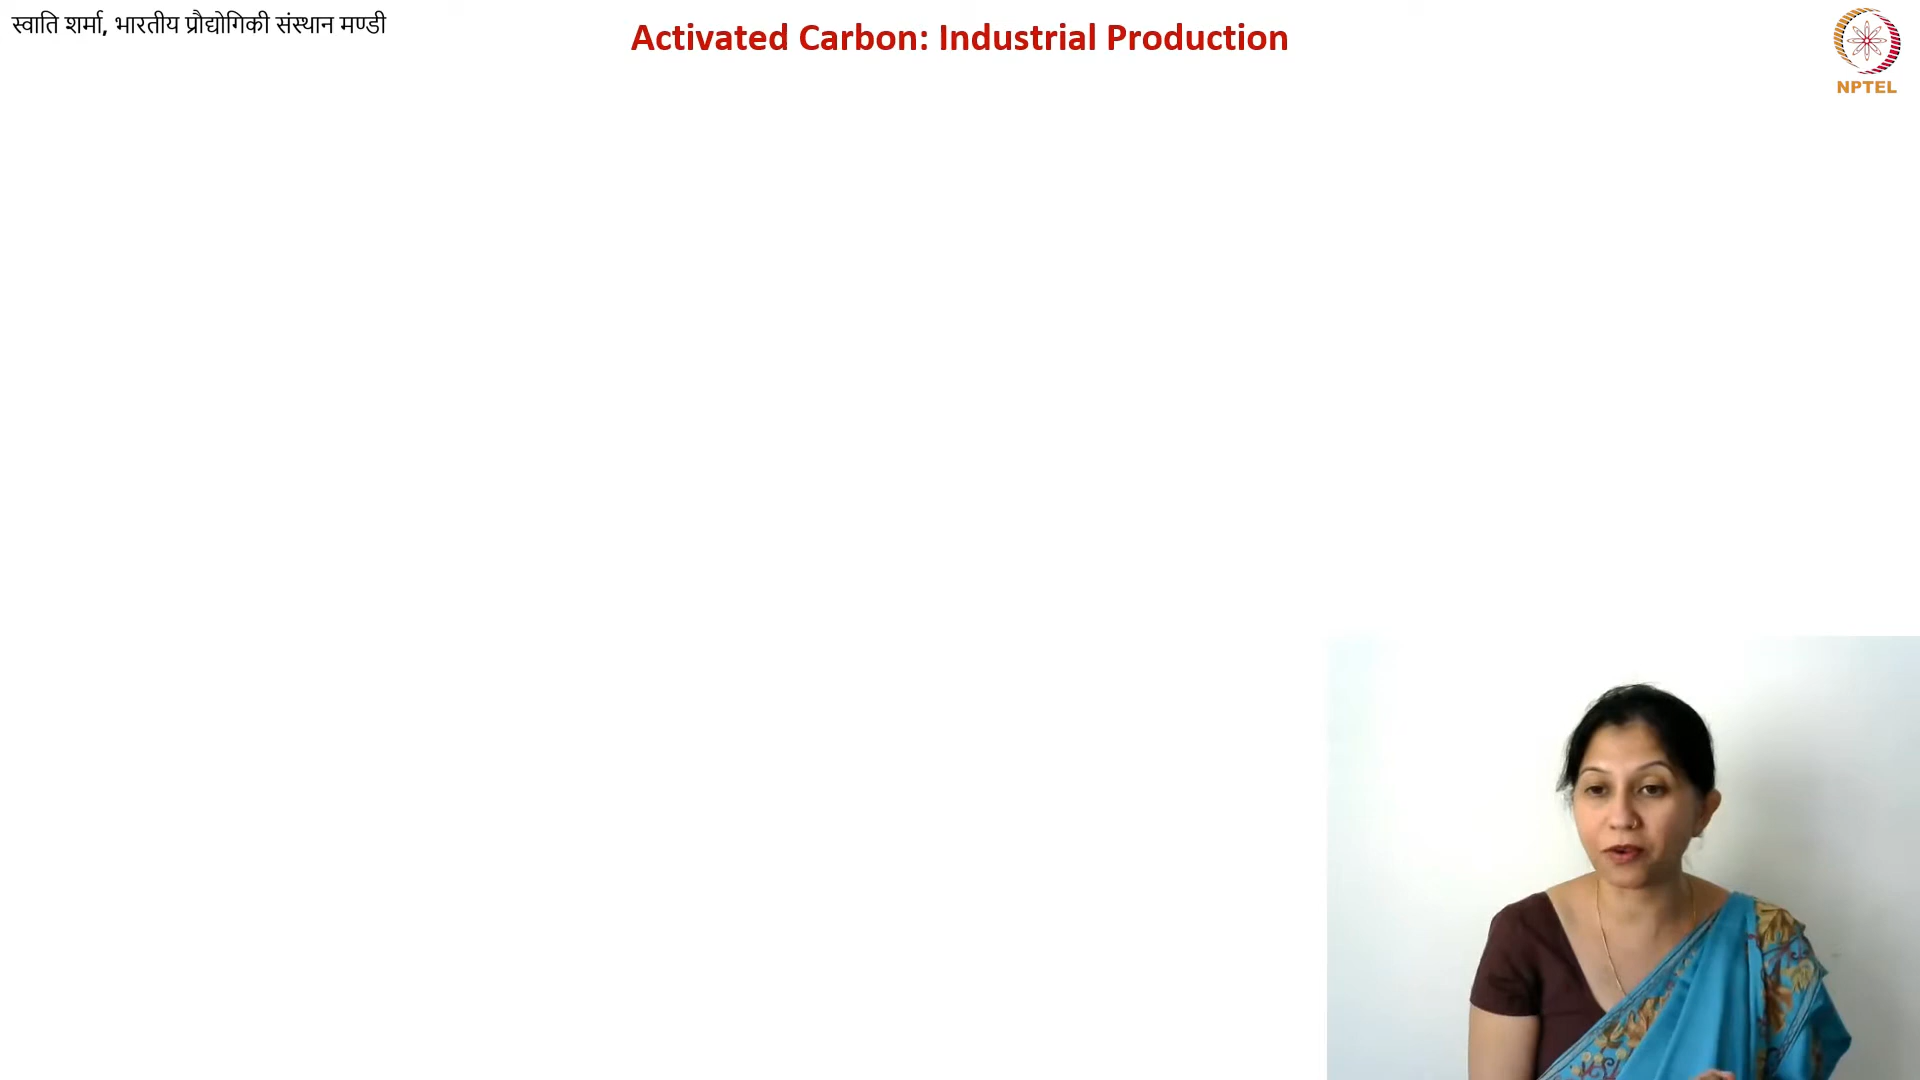 स्वाति शर्मा, भारतीय प्रौद्योगिकी संस्थान मण्डी
Activated Carbon: Industrial Production
NPTEL